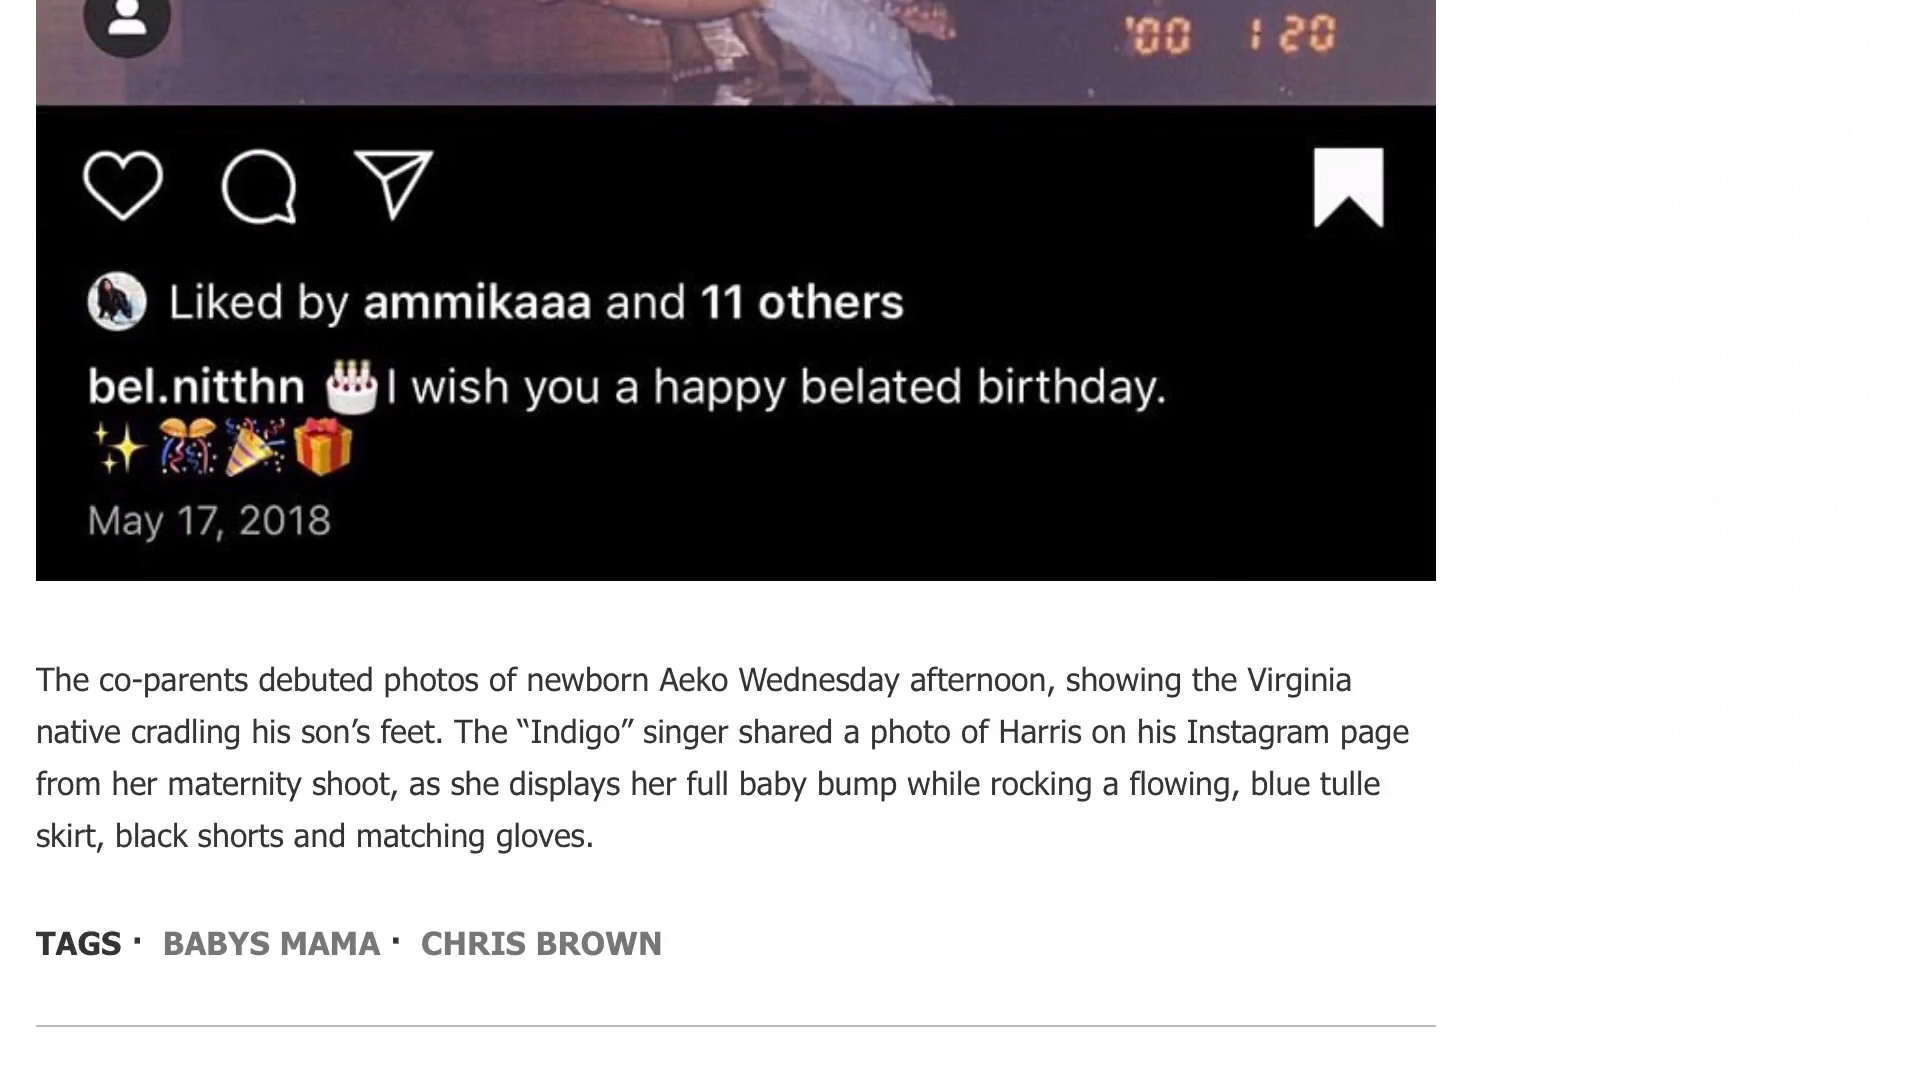 '00 1 20
Liked by ammikaaa and 11 others
bel.nitthn 🎂I wish you a happy belated birthday.
✨🎊🎉🎁
May 17, 2018
The co-parents debuted photos of newborn Aeko Wednesday afternoon, showing the Virginia
native cradling his son’s feet. The “Indigo” singer shared a photo of Harris on his Instagram page
from her maternity shoot, as she displays her full baby bump while rocking a flowing, blue tulle
skirt, black shorts and matching gloves.
TAGS · BABYS MAMA · CHRIS BROWN